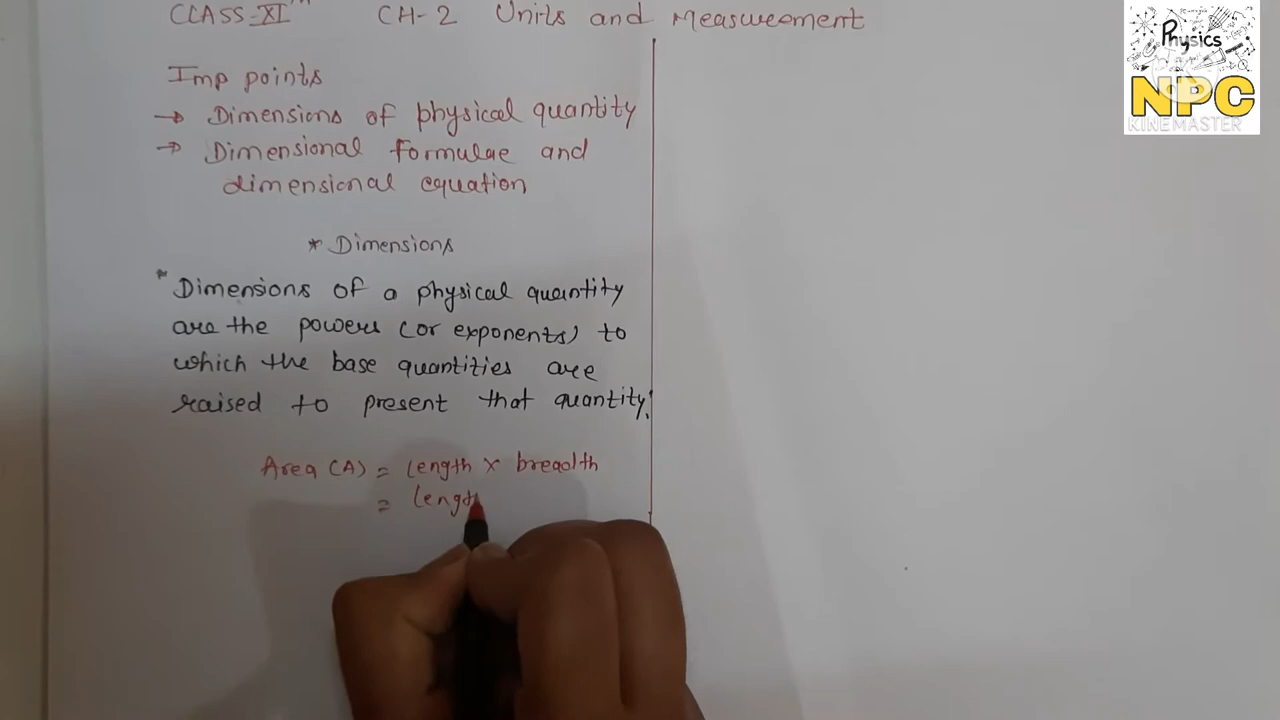 CLASS-XI th CH-2 Units and Measurement
Imp points
→ Dimensions of physical quantity
→ Dimensional formulae and
dimensional equation
* Dimensions
* Dimensions of a physical quantity
are the powers (or exponents) to
which the base quantities are
raised to present that quantity.
Area (A) = length × breadth
= lengt
Physics
NPC
KINEMASTER